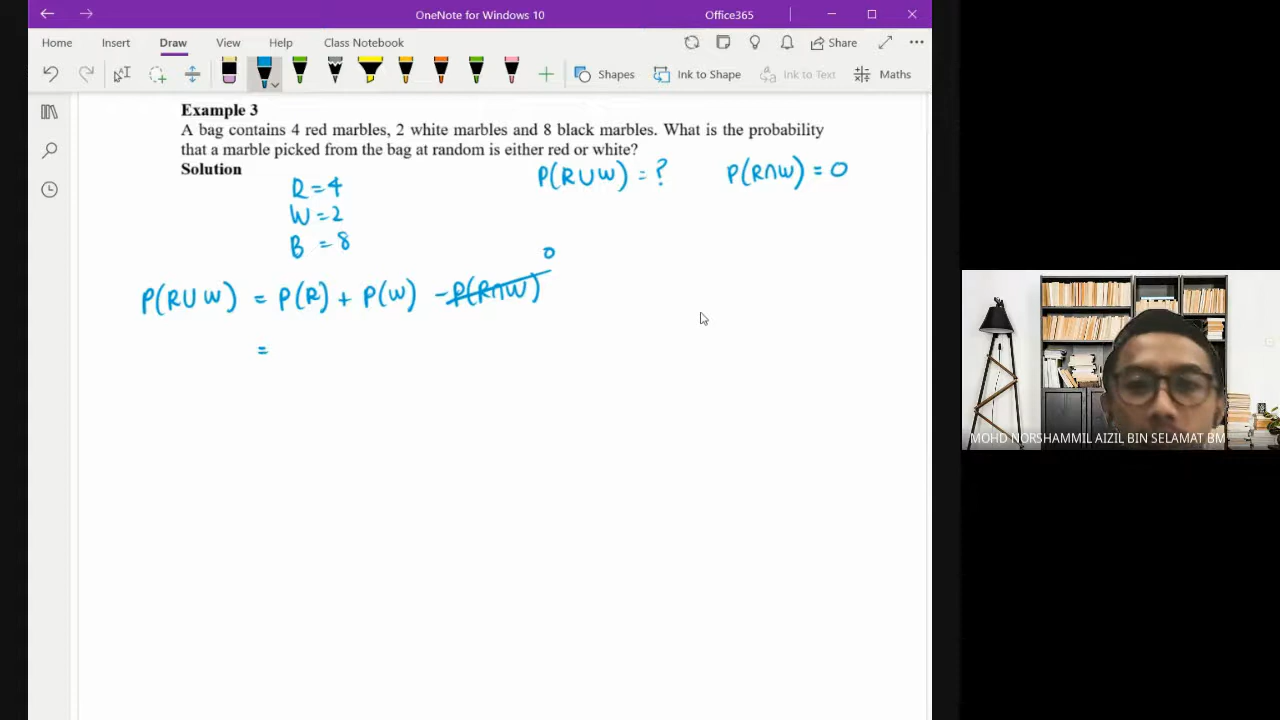 OneNote for Windows 10
Office365
Home Insert Draw View Help Class Notebook
Share
Shapes
Ink to Shape
Ink to Text
Maths
Example 3
A bag contains 4 red marbles, 2 white marbles and 8 black marbles. What is the probability
that a marble picked from the bag at random is either red or white?
Solution
P(R∪W) = ? P(R∩W) = 0
R = 4
W = 2
B = 8
0
P(R∪W) = P(R) + P(W) - P(R∩W)
=
MOHD NORSHAMMIL AIZIL BIN SELAMAT BM